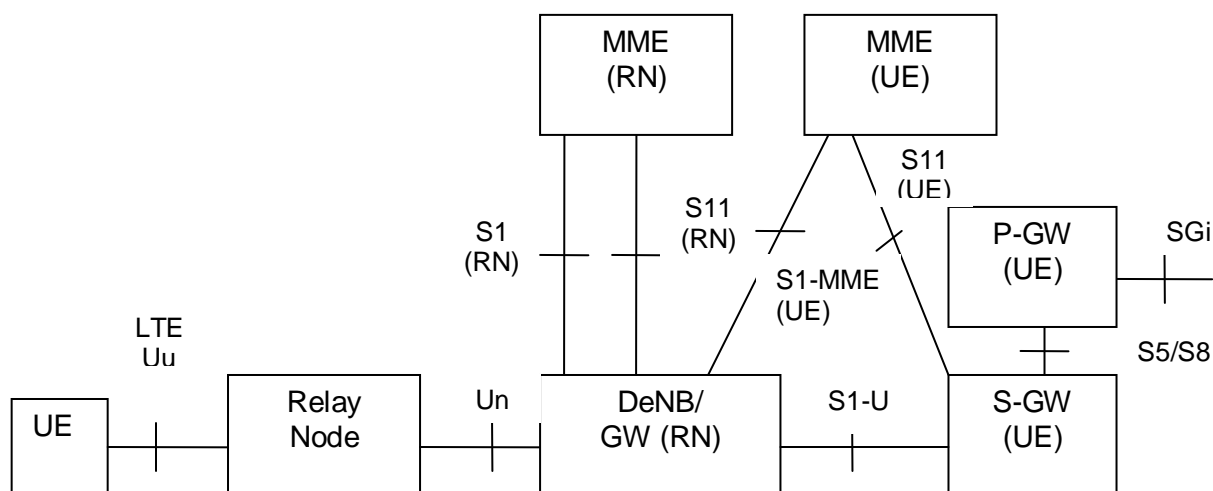 MME
(RN)
MME
(UE)
S11
(UE)
S1
(RN)
S11
(RN)
P-GW
(UE)
SGi
S1-MME
(UE)
LTE
Uu
S5/S8
UE
Relay
Node
Un
DeNB/
GW (RN)
S1-U
S-GW
(UE)